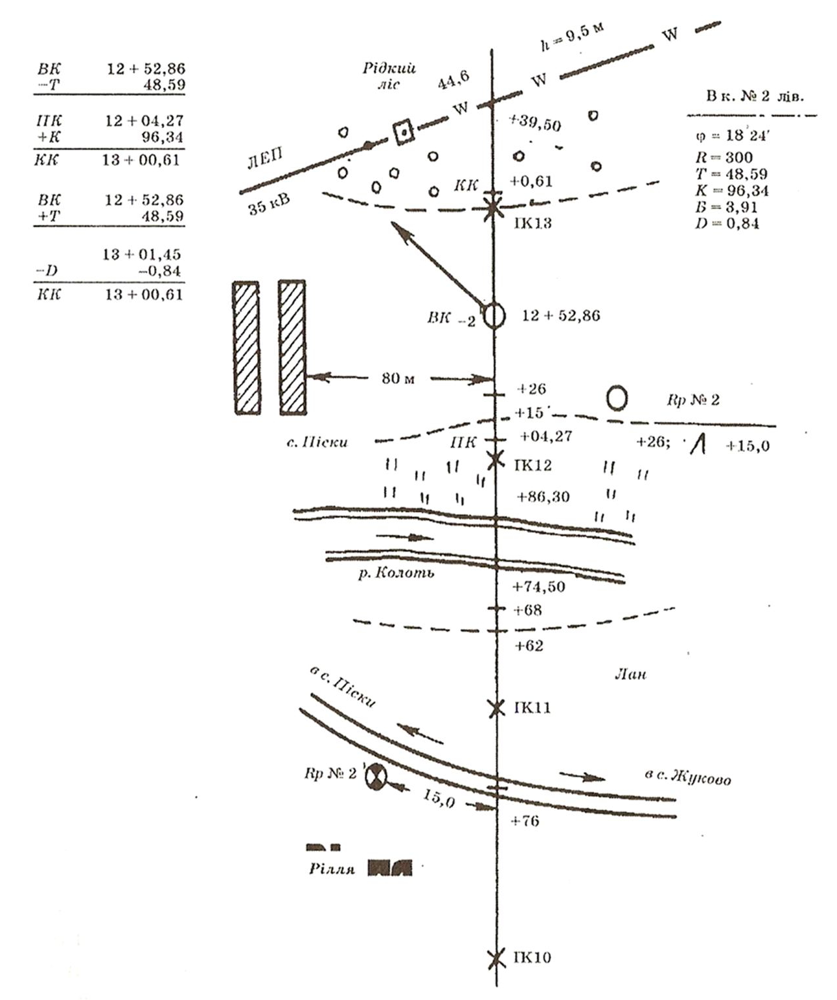 ВК 12 + 52,86
−Т 48,59
ПК 12 + 04,27
+К 96,34
КК 13 + 00,61
ВК 12 + 52,86
+Т 48,59
13 + 01,45
−D −0,84
КК 13 + 00,61
h = 9,5 м
W
Рідкий
ліс
44,6
W
W
+39,50
ЛЕП
35 кВ
КК +0,61
ПК13
В к. № 2 лів.
φ = 18°24′
R = 300
T = 48,59
K = 96,34
Б = 3,91
D = 0,84
ВК −2 12 + 52,86
80 м
+26
Rp № 2
+15
с. Піски
ПК +04,27
+26; Л +15,0
ПК12
+86,30
р. Колоть
+74,50
+68
+62
Лан
в с. Піски
ПК11
Rp № 2
15,0
в с. Жуково
+76
Рілля
ПК10